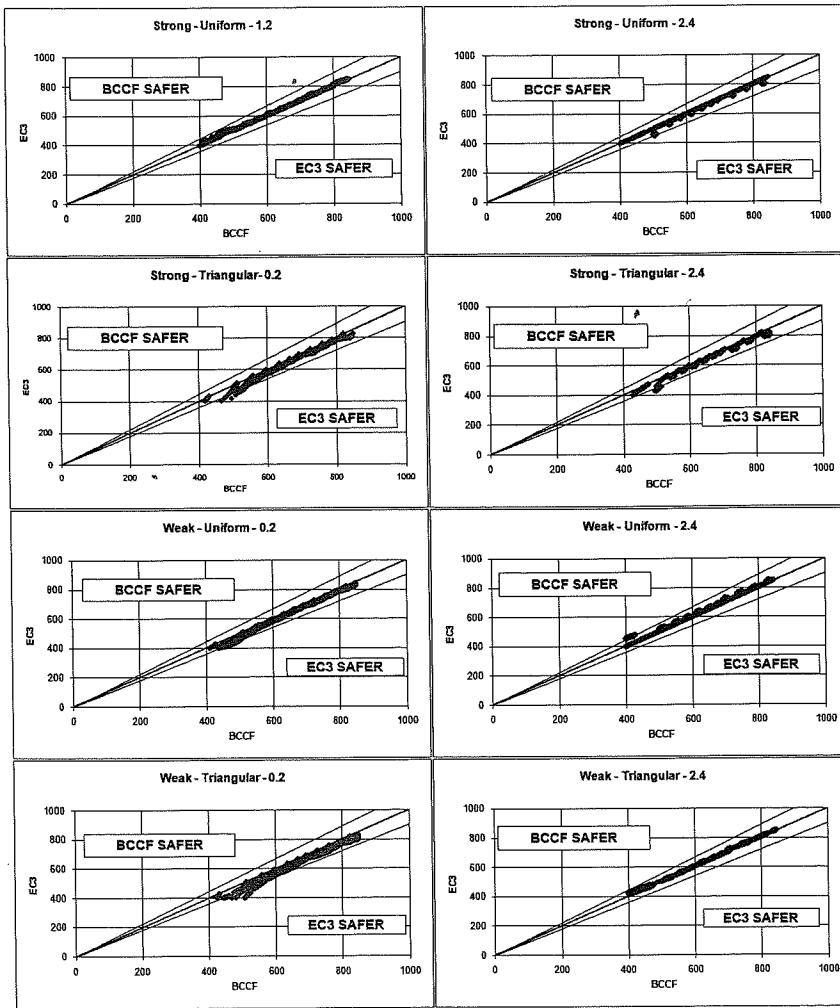 Strong - Uniform - 1.2
1000
800
600
400
200
0
EC3
BCCF SAFER
EC3 SAFER
0 200 400 600 800 1000
BCCF
Strong - Uniform - 2.4
1000
800
600
400
200
0
EC3
BCCF SAFER
EC3 SAFER
0 200 400 600 800 1000
BCCF
Strong - Triangular- 0.2
1000
800
600
400
200
0
EC3
BCCF SAFER
EC3 SAFER
0 200 400 600 800 1000
BCCF
Strong - Triangular - 2.4
1000
800
600
400
200
0
EC3
BCCF SAFER
EC3 SAFER
0 200 400 600 800 1000
BCCF
Weak - Uniform - 0.2
1000
800
600
400
200
0
EC3
BCCF SAFER
EC3 SAFER
0 200 400 600 800 1000
BCCF
Weak - Uniform - 2.4
1000
800
600
400
200
0
EC3
BCCF SAFER
EC3 SAFER
0 200 400 600 800 1000
BCCF
Weak - Triangular - 0.2
1000
800
600
400
200
0
EC3
BCCF SAFER
EC3 SAFER
0 200 400 600 800 1000
BCCF
Weak - Triangular - 2.4
1000
800
600
400
200
0
EC3
BCCF SAFER
EC3 SAFER
0 200 400 600 800 1000
BCCF